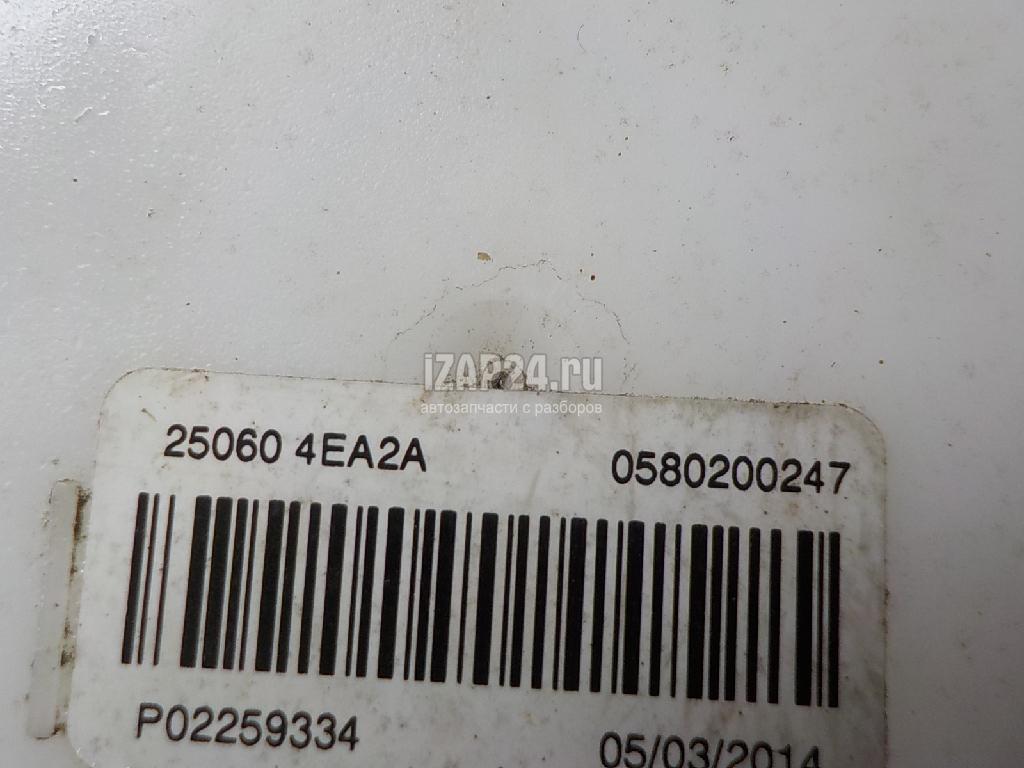 iZAP24.ru
автозапчасти с разборов
25060 4EA2A
0580200247
P02259334
05/03/2014